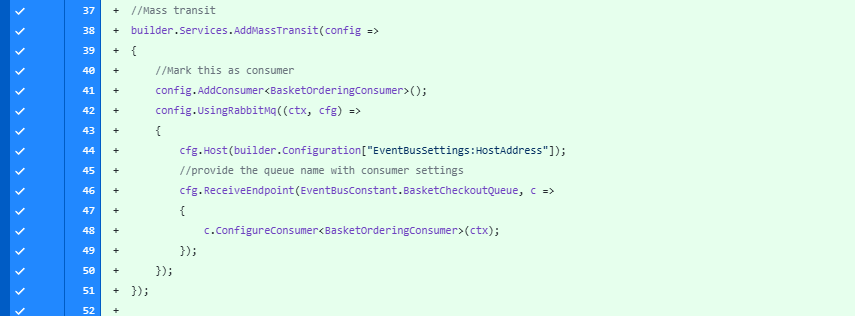 37 + //Mass transit
38 + builder.Services.AddMassTransit(config =>
39 + {
40 +     //Mark this as consumer
41 +     config.AddConsumer<BasketOrderingConsumer>();
42 +     config.UsingRabbitMq((ctx, cfg) =>
43 +     {
44 +         cfg.Host(builder.Configuration["EventBusSettings:HostAddress"]);
45 +         //provide the queue name with consumer settings
46 +         cfg.ReceiveEndpoint(EventBusConstant.BasketCheckoutQueue, c =>
47 +         {
48 +             c.ConfigureConsumer<BasketOrderingConsumer>(ctx);
49 +         });
50 +     });
51 + });
52 +